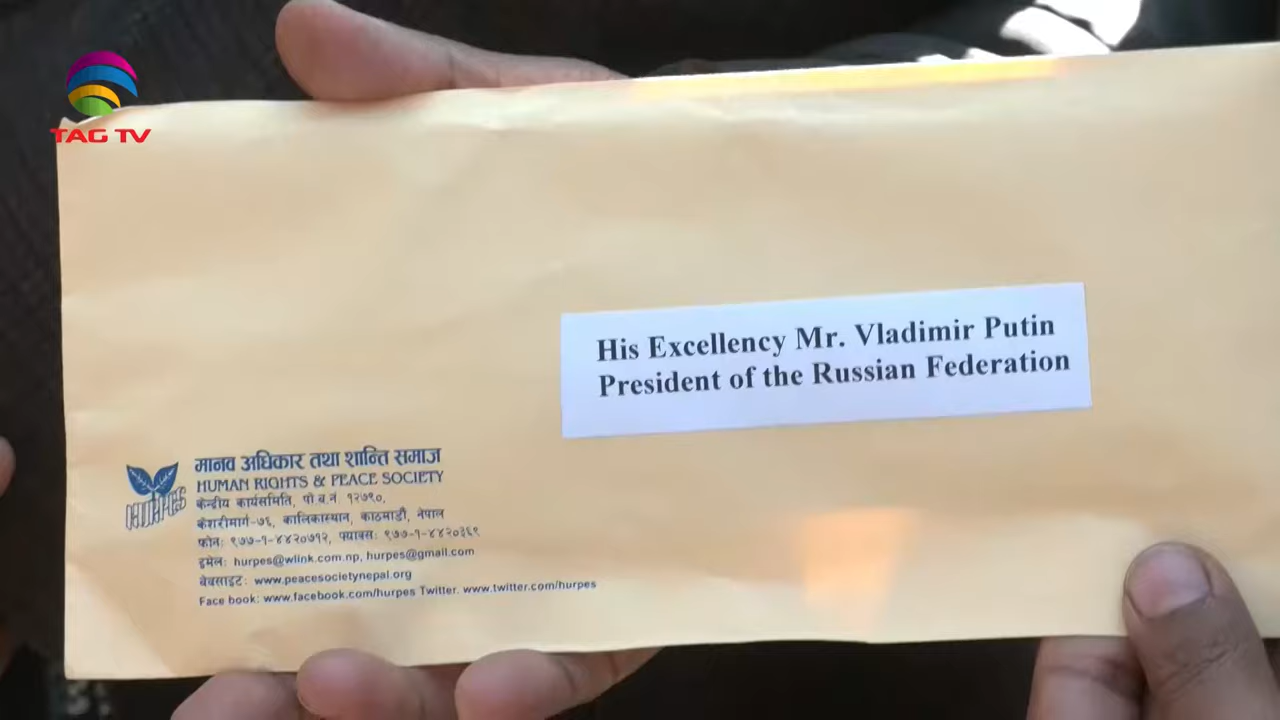 TAG TV
His Excellency Mr. Vladimir Putin
President of the Russian Federation
मानव अधिकार तथा शान्ति समाज
HURPES
HUMAN RIGHTS & PEACE SOCIETY
केन्द्रीय कार्यसमिति, पो.ब.नं. १२७९०,
केशरीमार्ग-७६, कालिकास्थान, काठमाडौं, नेपाल
फोन: ९७७-१-४४२०७१२, फ्याक्स: ९७७-१-४४२०३६९
इमेल: hurpes@wlink.com.np, hurpes@gmail.com
वेबसाइट: www.peacesocietynepal.org
Face book: www.facebook.com/hurpes Twitter. www.twitter.com/hurpes